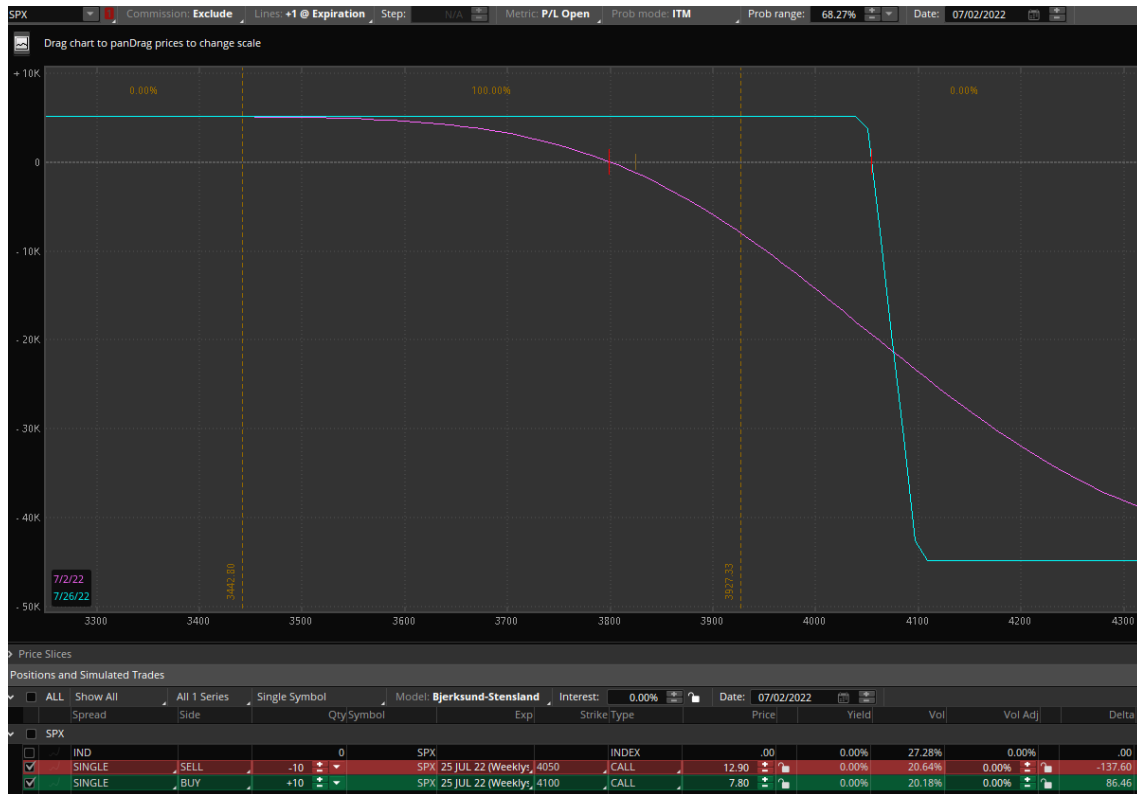 SPX Commission: Exclude Lines: +1 @ Expiration Step: N/A Metric: P/L Open Prob mode: ITM Prob range: 68.27% Date: 07/02/2022
Drag chart to panDrag prices to change scale
+ 10K
0.00% 100.00% 0.00%
0
- 10K
- 20K
- 30K
- 40K
3442.80 3927.33
7/2/22
7/26/22
- 50K
3300 3400 3500 3600 3700 3800 3900 4000 4100 4200 4300
> Price Slices
Positions and Simulated Trades
ALL Show All All 1 Series Single Symbol Model: Bjerksund-Stensland Interest: 0.00% Date: 07/02/2022
Spread Side Qty Symbol Exp Strike Type Price Yield Vol Vol Adj Delta
SPX
IND 0 SPX INDEX .00 0.00% 27.28% 0.00% .00
SINGLE SELL -10 SPX 25 JUL 22 (Weeklys 4050 CALL 12.90 0.00% 20.64% 0.00% -137.60
SINGLE BUY +10 SPX 25 JUL 22 (Weeklys 4100 CALL 7.80 0.00% 20.18% 0.00% 86.46